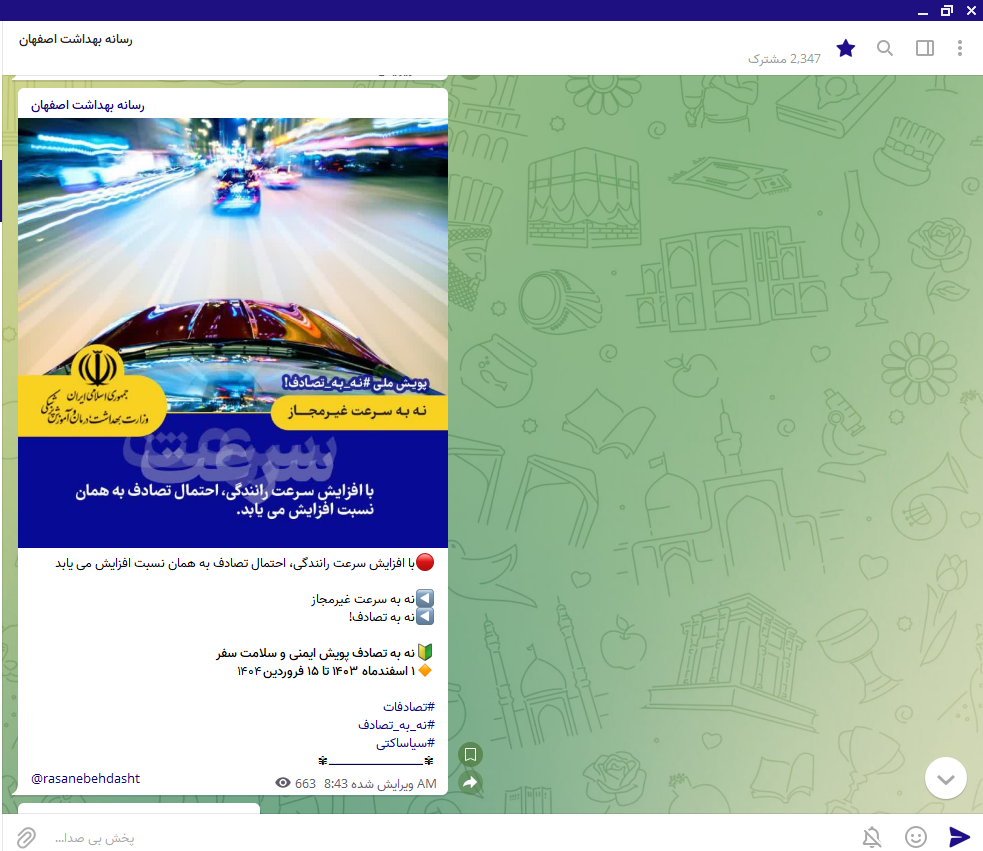 رسانه بهداشت اصفهان
2,347 مشترک
رسانه بهداشت اصفهان
پویش ملی #نه_به_تصادف!
نه به سرعت غیرمجاز
جمهوری اسلامی ایران
وزارت بهداشت، درمان و آموزش پزشکی
سرعت
با افزایش سرعت رانندگی، احتمال تصادف به همان
نسبت افزایش می یابد.
🔴با افزایش سرعت رانندگی، احتمال تصادف به همان نسبت افزایش می یابد
◀️نه به سرعت غیرمجاز
◀️نه به تصادف!
🔰 نه به تصادف پویش ایمنی و سلامت سفر
🔶 ۱ اسفندماه ۱۴۰۳ تا ۱۵ فروردین۱۴۰۴
#تصادفات
#نه_به_تصادف
#سیاساکتی
✾ـــــــــــــــــــــــــ✾
@rasanebehdasht
663 ویرایش شده 8:43 AM
پخش بی صدا...